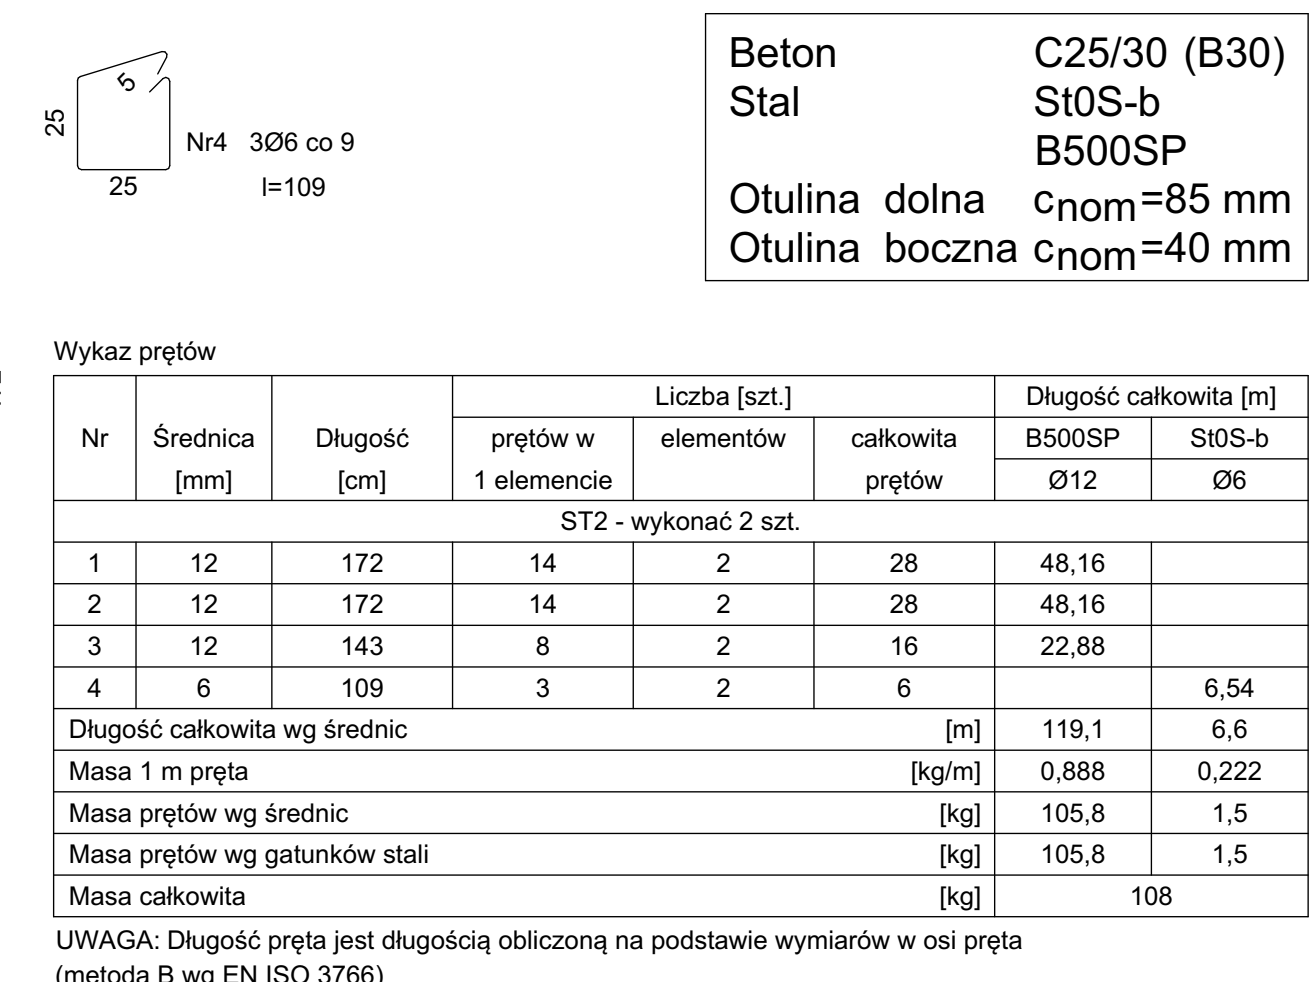 5
25
25
Nr4 3Ø6 co 9
l=109
Beton C25/30 (B30)
Stal St0S-b
B500SP
Otulina dolna cnom=85 mm
Otulina boczna cnom=40 mm
Wykaz prętów
Nr Średnica [mm] Długość [cm] Liczba [szt.] Długość całkowita [m]
prętów w 1 elemencie elementów całkowita prętów B500SP St0S-b
Ø12 Ø6
ST2 - wykonać 2 szt.
1 12 172 14 2 28 48,16
2 12 172 14 2 28 48,16
3 12 143 8 2 16 22,88
4 6 109 3 2 6 6,54
Długość całkowita wg średnic [m] 119,1 6,6
Masa 1 m pręta [kg/m] 0,888 0,222
Masa prętów wg średnic [kg] 105,8 1,5
Masa prętów wg gatunków stali [kg] 105,8 1,5
Masa całkowita [kg] 108
UWAGA: Długość pręta jest długością obliczoną na podstawie wymiarów w osi pręta
(metoda B wg EN ISO 3766)